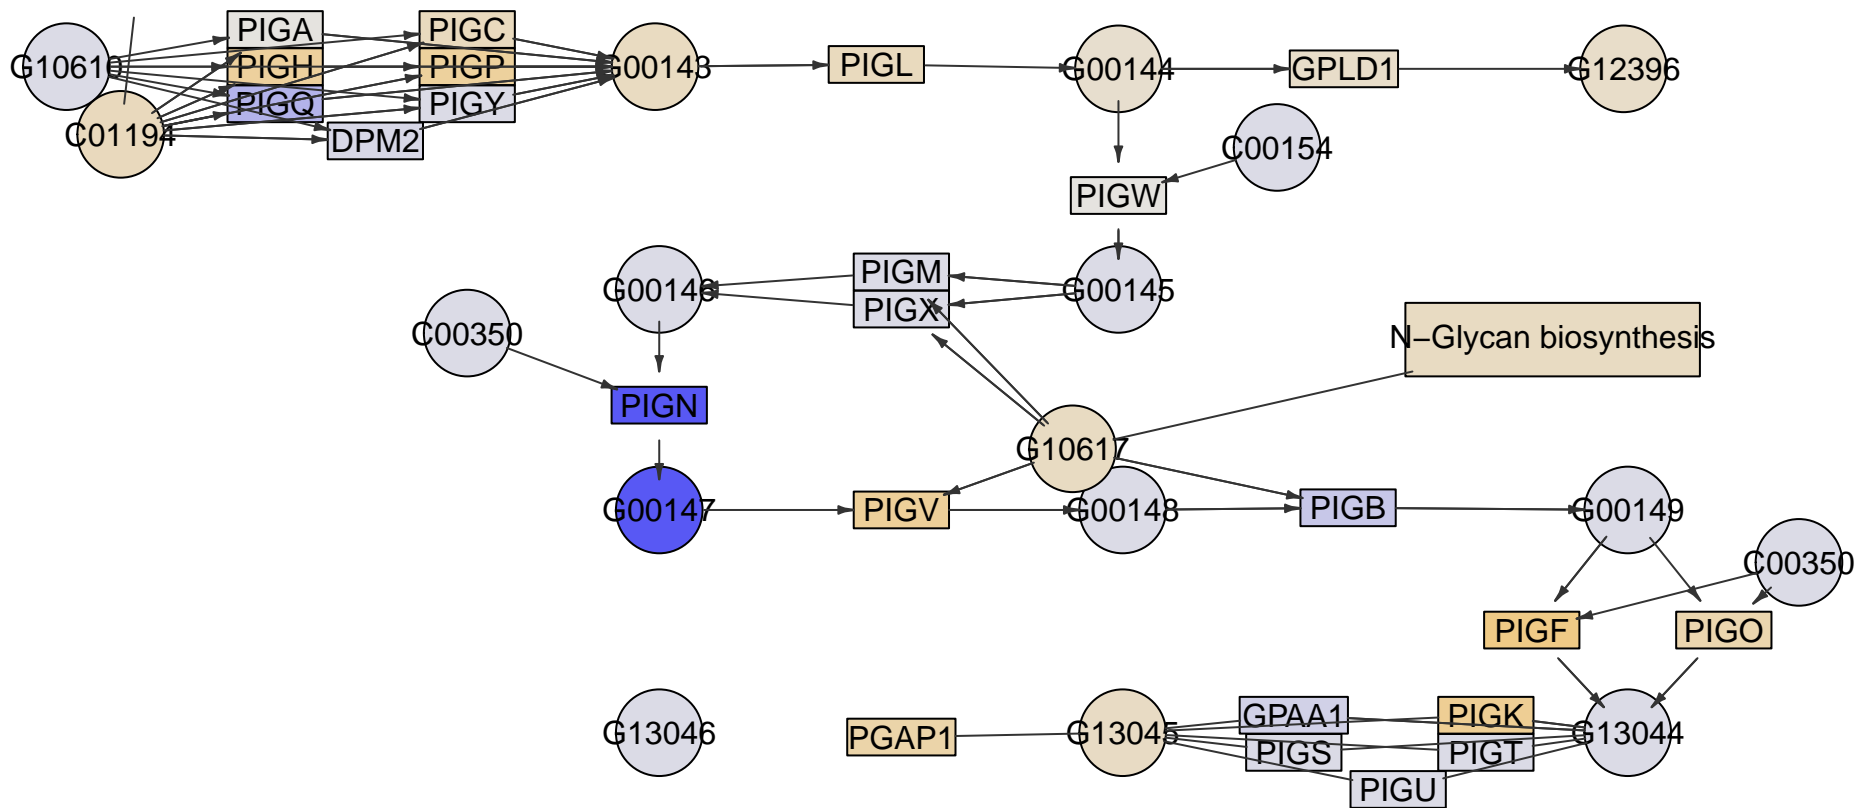 PIGA
PIGC
G10610
PIGH
PIGP
G00143
PIGL
G00144
GPLD1
G12396
PIGQ
PIGY
C01194
DPM2
C00154
PIGW
PIGM
G00146
G00145
PIGX
C00350
N−Glycan biosynthesis
PIGN
G10617
G00147
PIGV
G00148
PIGB
G00149
C00350
PIGF
PIGO
GPAA1
PIGK
G13046
PGAP1
G13045
G13044
PIGS
PIGT
PIGU